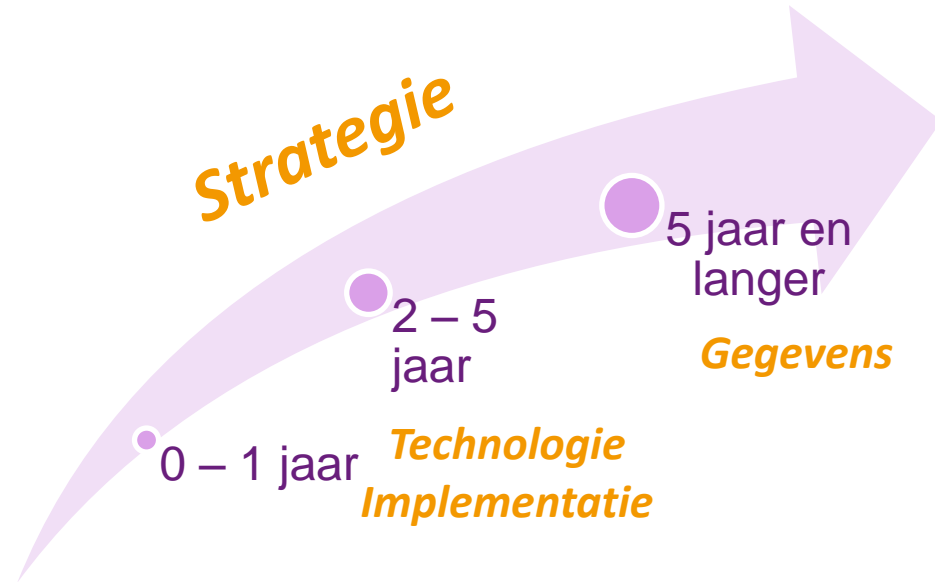 Strategie
5 jaar en
langer
2 – 5
jaar
Gegevens
0 – 1 jaar
Technologie
Implementatie